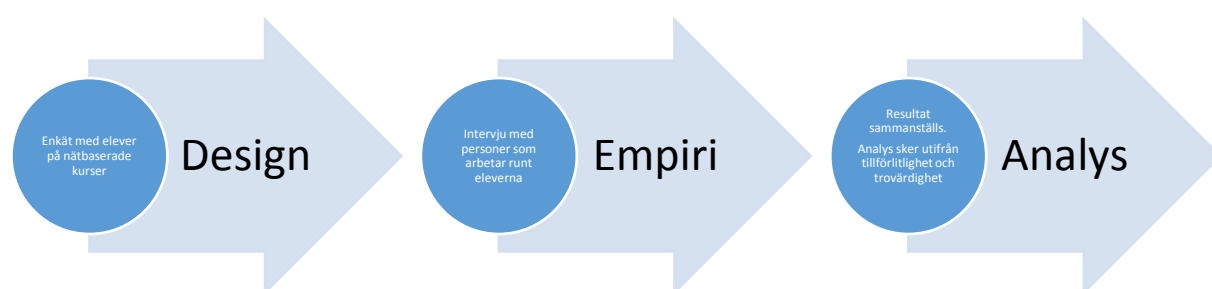 Enkät med elever
på nätbaserade
kurser
Design
Intervju med
personer som
arbetar runt
eleverna
Empiri
Resultat
sammanställs.
Analys sker utifrån
tillförlitlighet och
trovärdighet
Analys